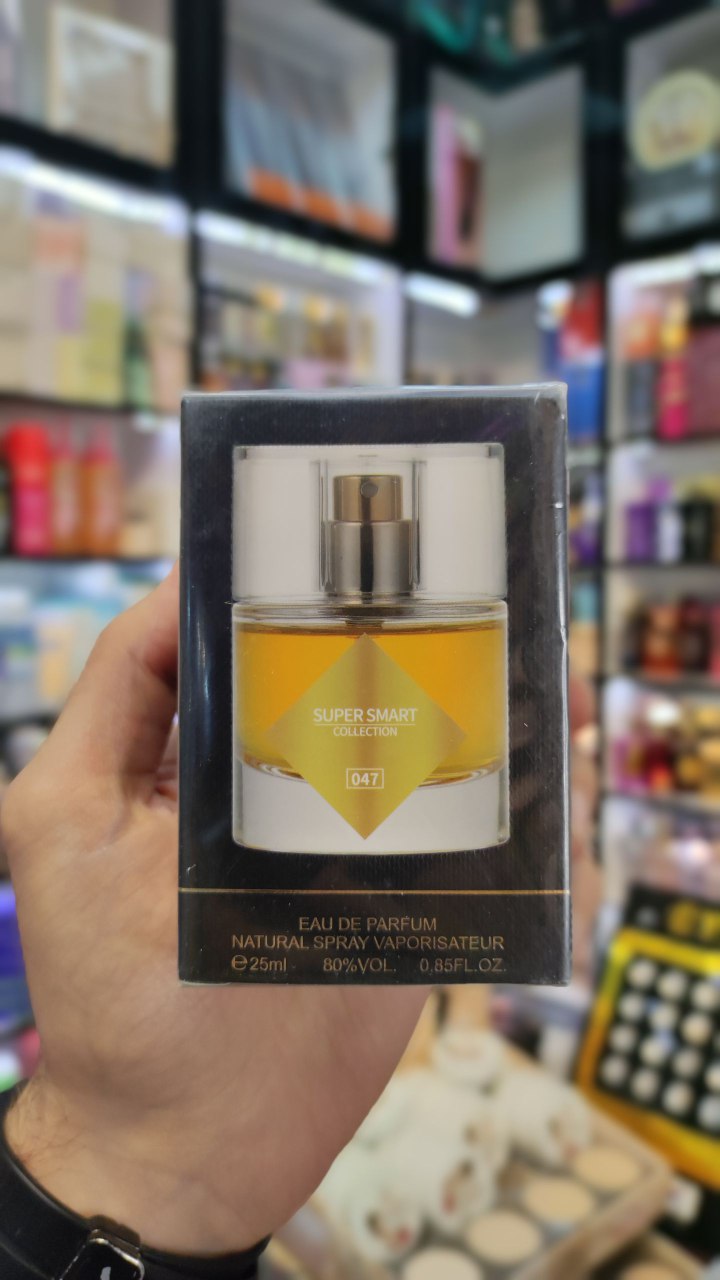 SUPER SMART
COLLECTION
047
EAU DE PARFUM
NATURAL SPRAY VAPORISATEUR
℮25ml 80%VOL. 0.85FL.OZ.